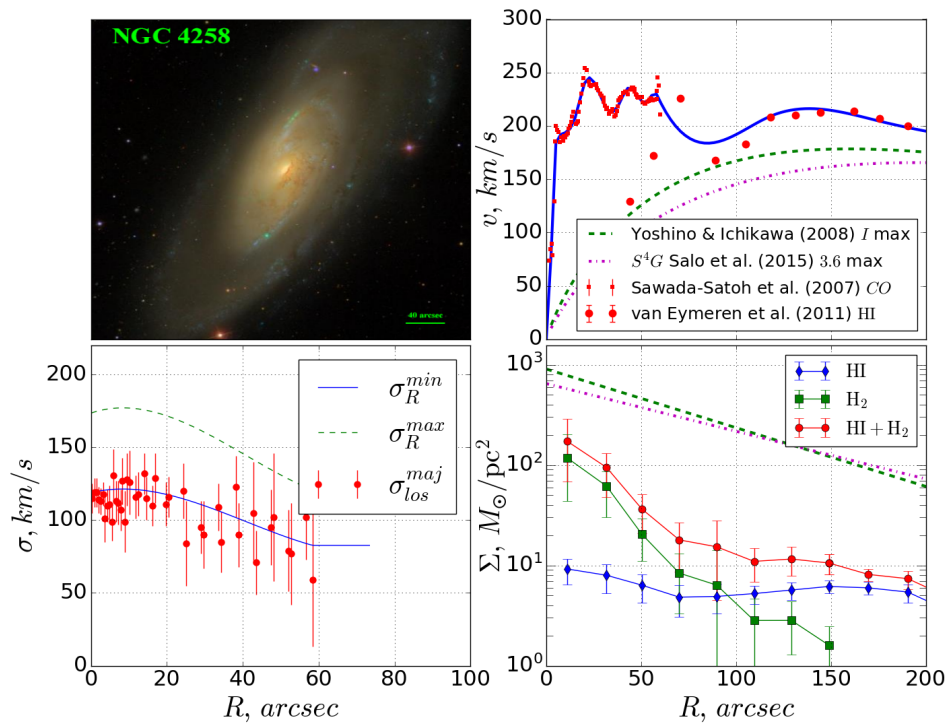 NGC 4258
40 arcsec
300
250
200
150
100
50
0
v, km/s
Yoshino & Ichikawa (2008) I max
S⁴G Salo et al. (2015) 3.6 max
Sawada-Satoh et al. (2007) CO
van Eymeren et al. (2011) HI
200
150
100
50
0
σ, km/s
σ_R^{min}
σ_R^{max}
σ_{los}^{maj}
0 20 40 60 80 100
R, arcsec
10³
10²
10¹
10⁰
Σ, M_⊙/pc²
HI
H₂
HI + H₂
0 50 100 150 200
R, arcsec